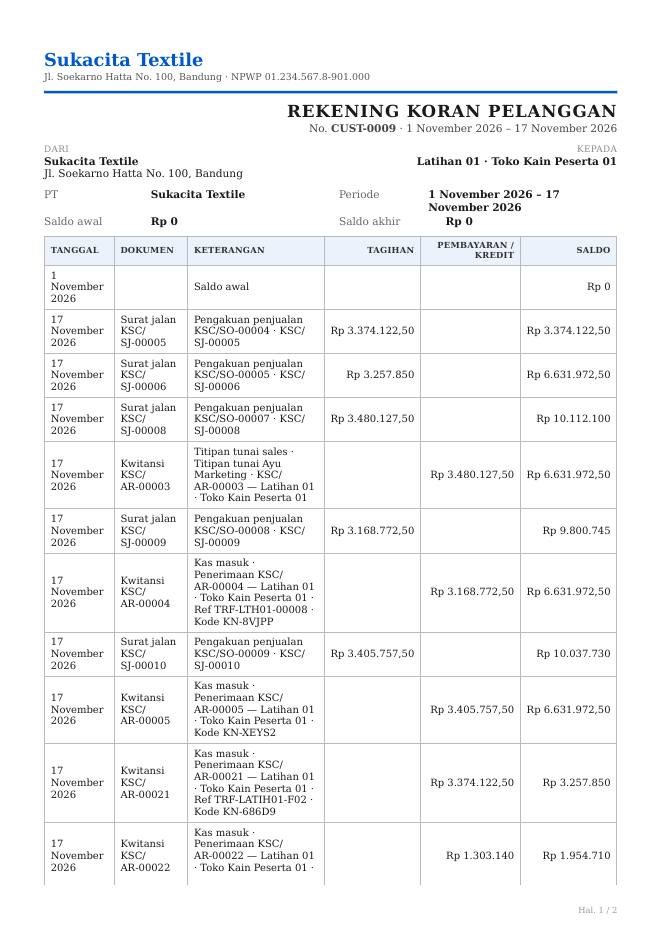 Sukacita Textile
Jl. Soekarno Hatta No. 100, Bandung · NPWP 01.234.567.8-901.000
REKENING KORAN PELANGGAN
No. CUST-0009 · 1 November 2026 – 17 November 2026
DARI
Sukacita Textile
Jl. Soekarno Hatta No. 100, Bandung
KEPADA
Latihan 01 · Toko Kain Peserta 01
PT Sukacita Textile Periode 1 November 2026 – 17
November 2026
Saldo awal Rp 0 Saldo akhir Rp 0
TANGGAL DOKUMEN KETERANGAN TAGIHAN PEMBAYARAN /
KREDIT SALDO
1
November
2026
Saldo awal
Rp 0
17
November
2026
Surat jalan
KSC/
SJ-00005
Pengakuan penjualan
KSC/SO-00004 · KSC/
SJ-00005
Rp 3.374.122,50
Rp 3.374.122,50
17
November
2026
Surat jalan
KSC/
SJ-00006
Pengakuan penjualan
KSC/SO-00005 · KSC/
SJ-00006
Rp 3.257.850
Rp 6.631.972,50
17
November
2026
Surat jalan
KSC/
SJ-00008
Pengakuan penjualan
KSC/SO-00007 · KSC/
SJ-00008
Rp 3.480.127,50
Rp 10.112.100
17
November
2026
Kwitansi
KSC/
AR-00003
Titipan tunai sales ·
Titipan tunai Ayu
Marketing · KSC/
AR-00003 — Latihan 01
· Toko Kain Peserta 01
Rp 3.480.127,50
Rp 6.631.972,50
17
November
2026
Surat jalan
KSC/
SJ-00009
Pengakuan penjualan
KSC/SO-00008 · KSC/
SJ-00009
Rp 3.168.772,50
Rp 9.800.745
17
November
2026
Kwitansi
KSC/
AR-00004
Kas masuk ·
Penerimaan KSC/
AR-00004 — Latihan 01
· Toko Kain Peserta 01 ·
Ref TRF-LTH01-00008 ·
Kode KN-8VJPP
Rp 3.168.772,50
Rp 6.631.972,50
17
November
2026
Surat jalan
KSC/
SJ-00010
Pengakuan penjualan
KSC/SO-00009 · KSC/
SJ-00010
Rp 3.405.757,50
Rp 10.037.730
17
November
2026
Kwitansi
KSC/
AR-00005
Kas masuk ·
Penerimaan KSC/
AR-00005 — Latihan 01
· Toko Kain Peserta 01 ·
Kode KN-XEYS2
Rp 3.405.757,50
Rp 6.631.972,50
17
November
2026
Kwitansi
KSC/
AR-00021
Kas masuk ·
Penerimaan KSC/
AR-00021 — Latihan 01
· Toko Kain Peserta 01 ·
Ref TRF-LATIH01-F02 ·
Kode KN-686D9
Rp 3.374.122,50
Rp 3.257.850
17
November
2026
Kwitansi
KSC/
AR-00022
Kas masuk ·
Penerimaan KSC/
AR-00022 — Latihan 01
· Toko Kain Peserta 01 ·
Rp 1.303.140
Rp 1.954.710
Hal. 1 / 2